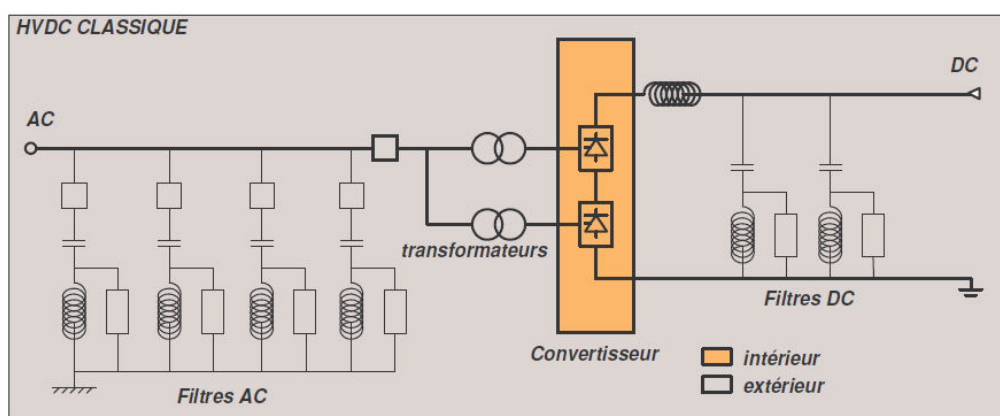 HVDC CLASSIQUE
DC
AC
transformateurs
Filtres DC
Convertisseur
intérieur
extérieur
Filtres AC